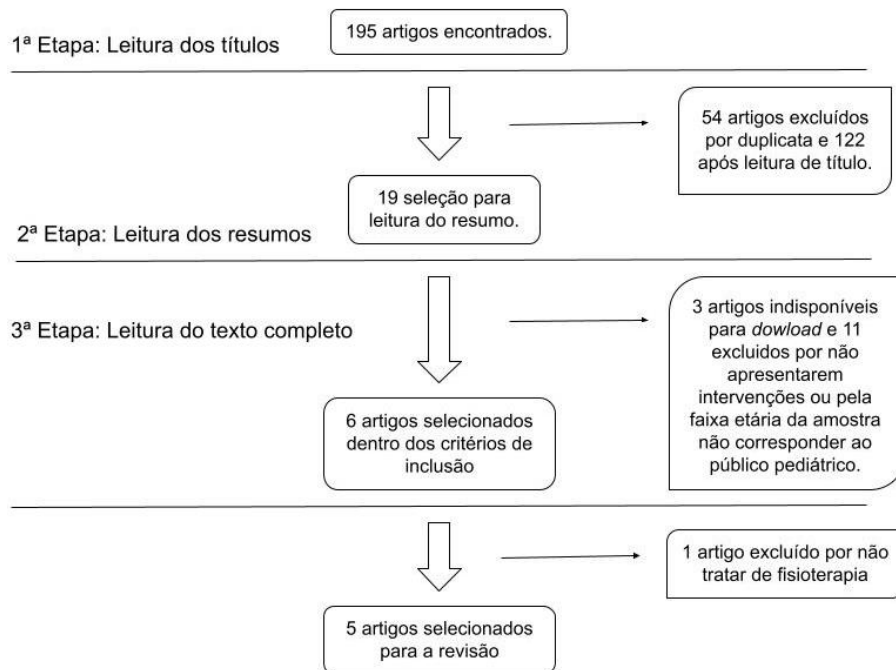 195 artigos encontrados.
1ª Etapa: Leitura dos títulos
54 artigos excluídos
por duplicata e 122
após leitura de título.
19 seleção para
leitura do resumo.
2ª Etapa: Leitura dos resumos
3 artigos indisponíveis
para dowload e 11
excluidos por não
apresentarem
intervenções ou pela
faixa etária da amostra
não corresponder ao
público pediátrico.
3ª Etapa: Leitura do texto completo
6 artigos selecionados
dentro dos critérios de
inclusão
1 artigo excluído por não
tratar de fisioterapia
5 artigos selecionados
para a revisão